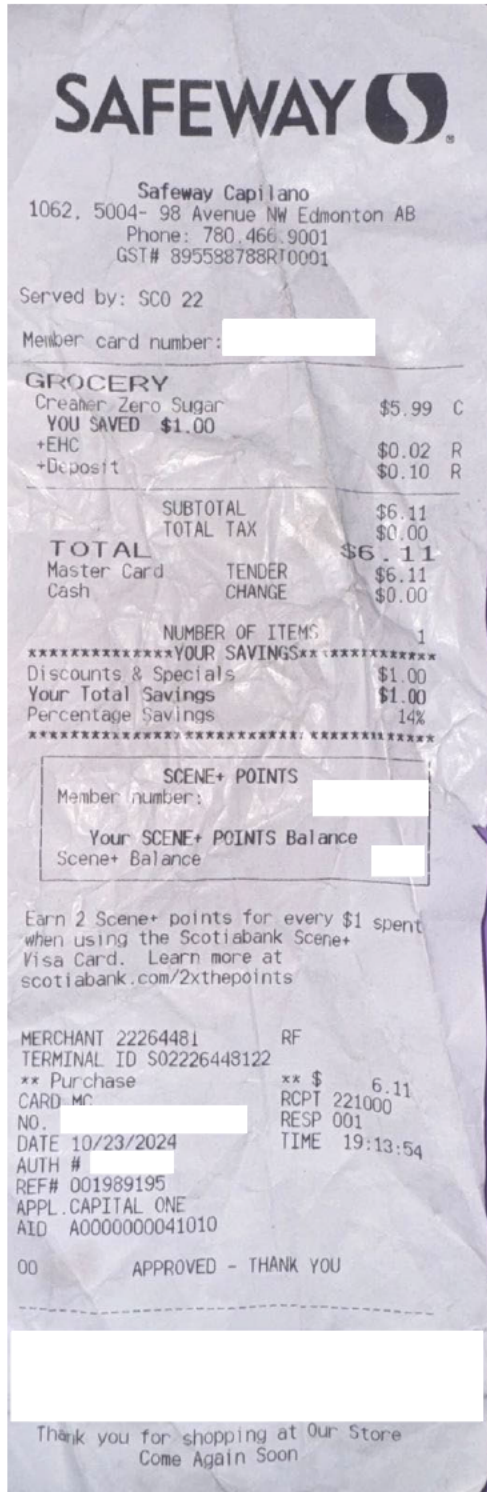 SAFEWAY
Safeway Capilano
1062, 5004- 98 Avenue NW Edmonton AB
Phone: 780.466.9001
GST# 895588788RT0001
Served by: SCO 22
Member card number:
GROCERY
Creamer Zero Sugar $5.99 C
YOU SAVED $1.00
+EHC $0.02 R
+Deposit $0.10 R
SUBTOTAL $6.11
TOTAL TAX $0.00
TOTAL $6.11
Master Card TENDER $6.11
Cash CHANGE $0.00
NUMBER OF ITEMS 1
**************YOUR SAVINGS**************
Discounts & Specials $1.00
Your Total Savings $1.00
Percentage Savings 14%
****************************************
SCENE+ POINTS
Member number:
Your SCENE+ POINTS Balance
Scene+ Balance
Earn 2 Scene+ points for every $1 spent
when using the Scotiabank Scene+
Visa Card. Learn more at
scotiabank.com/2xthepoints
MERCHANT 22264481 RF
TERMINAL ID S02226448122
** Purchase ** $ 6.11
CARD MC RCPT 221000
NO. RESP 001
DATE 10/23/2024 TIME 19:13:54
AUTH #
REF# 001989195
APPL.CAPITAL ONE
AID A0000000041010
00 APPROVED - THANK YOU
Thank you for shopping at Our Store
Come Again Soon